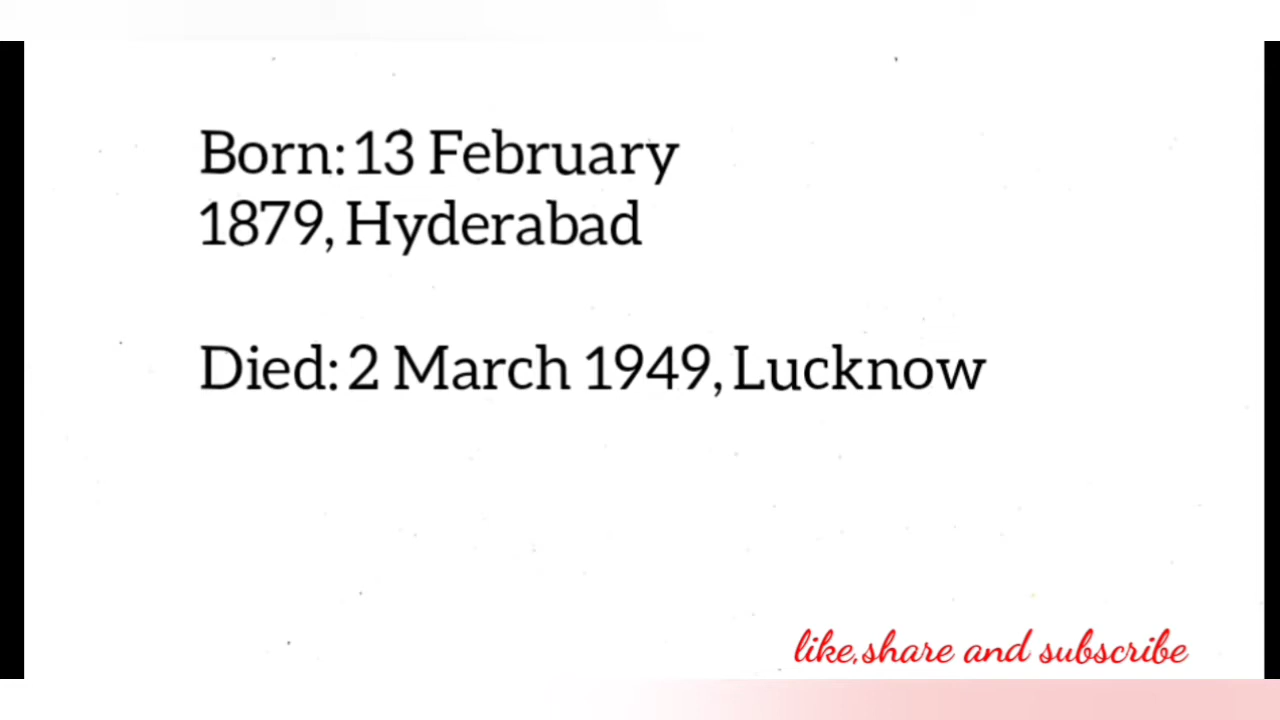 Born: 13 February
1879, Hyderabad
Died: 2 March 1949, Lucknow
like,share and subscribe